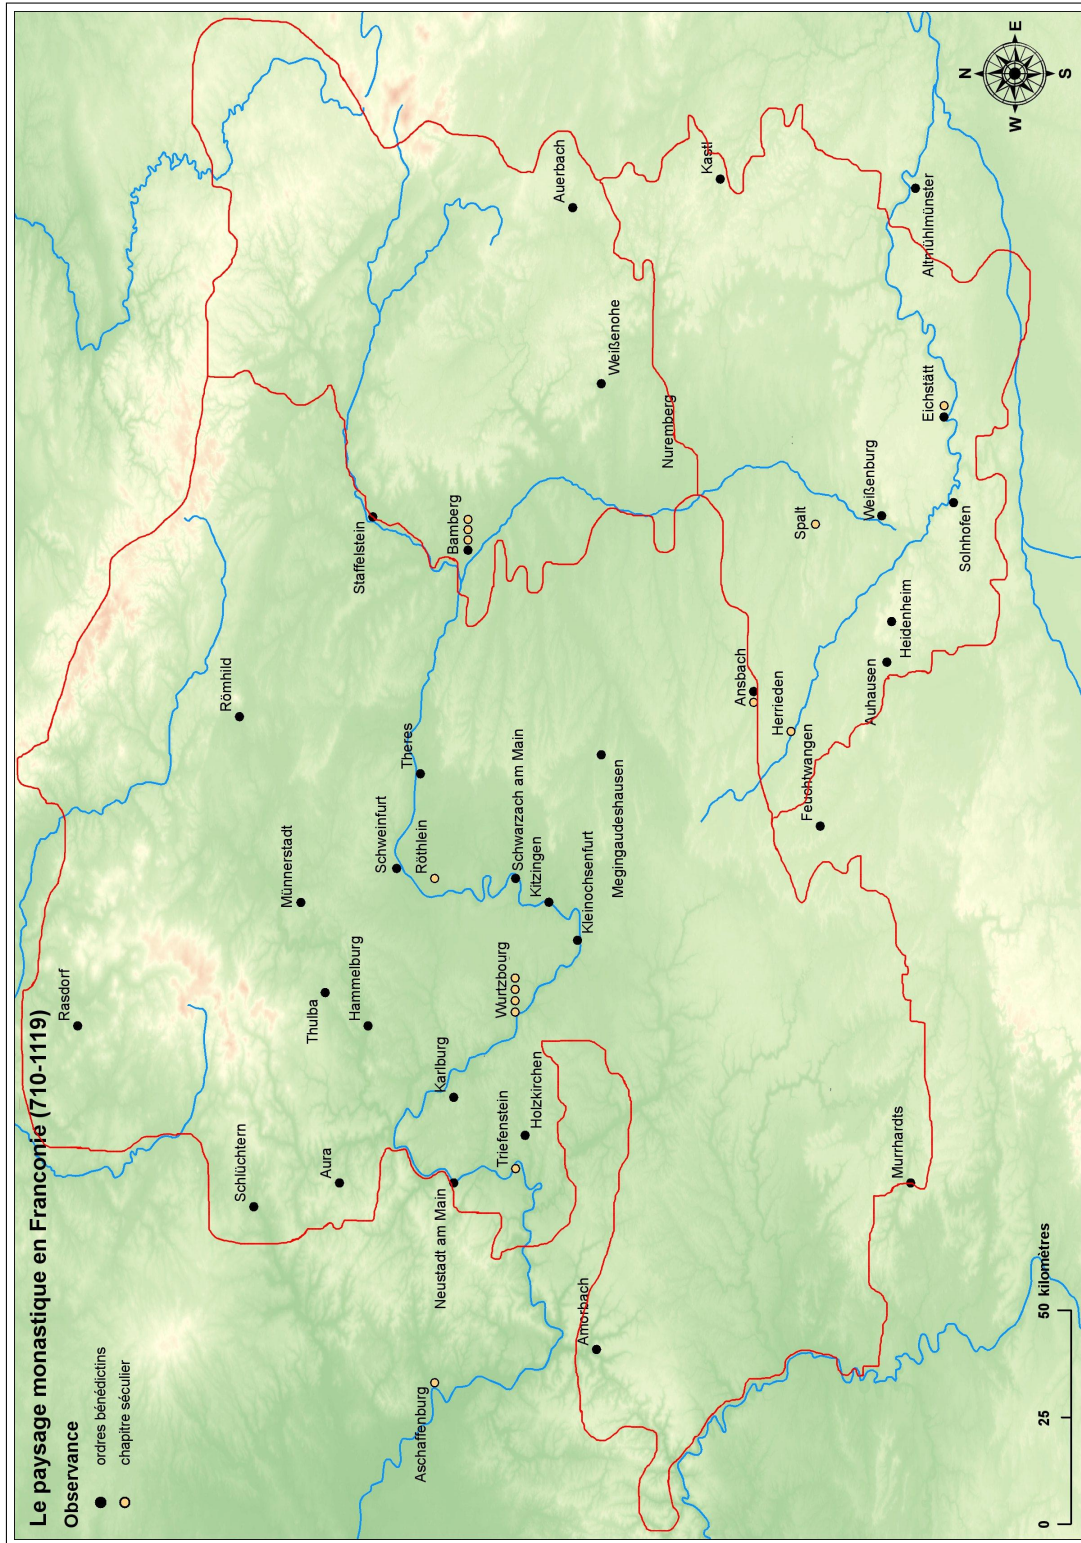 Le paysage monastique en Franconie (710-1119)
Observance
ordres bénédictins
chapitre séculier
N
E
S
W
Rasdorf
Römhild
Schlüchtern
Münnerstadt
Thulba
Aura
Hammelburg
Staffelstein
Schweinfurt
Theres
Röthlein
Aschaffenburg
Neustadt am Main
Karlburg
Bamberg
Triefenstein
Wurtzbourg
Schwarzach am Main
Holzkirchen
Kitzingen
Auerbach
Kleinochsenfurt
Amorbach
Megingaudeshausen
Weißenohe
Nuremberg
Kastl
Ansbach
Herrieden
Spalt
Feuchtwangen
Weißenburg
Auhausen
Heidenheim
Murrhardts
Altmühlmünster
Eichstätt
Solnhofen
0 25 50 kilomètres